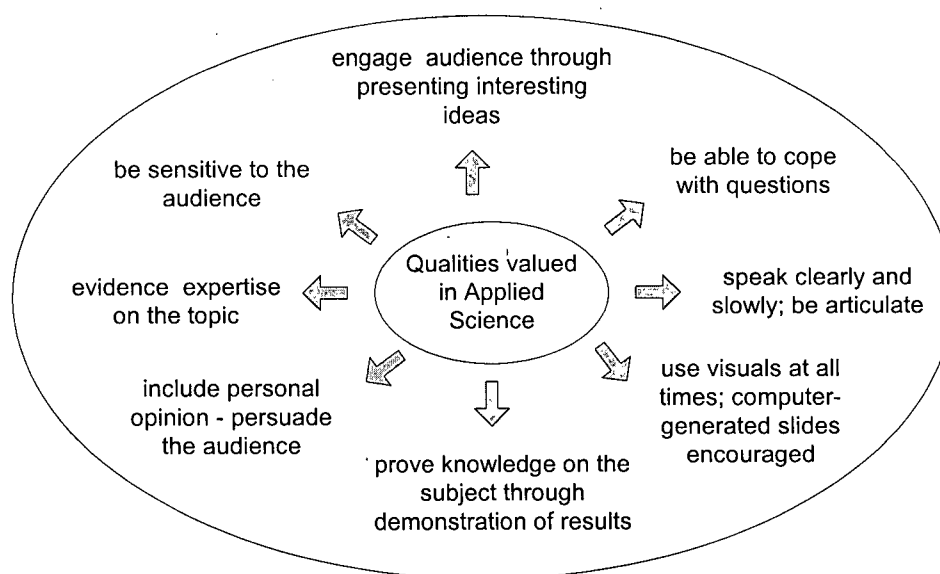 engage audience through
presenting interesting
ideas
be sensitive to the
audience
be able to cope
with questions
Qualities valued
in Applied
Science
evidence expertise
on the topic
speak clearly and
slowly; be articulate
include personal
opinion - persuade
the audience
use visuals at all
times; computer-
generated slides
encouraged
prove knowledge on the
subject through
demonstration of results